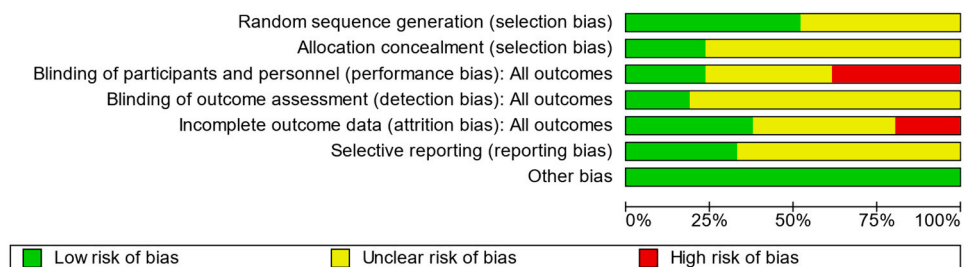 Random sequence generation (selection bias)
Allocation concealment (selection bias)
Blinding of participants and personnel (performance bias): All outcomes
Blinding of outcome assessment (detection bias): All outcomes
Incomplete outcome data (attrition bias): All outcomes
Selective reporting (reporting bias)
Other bias
0% 25% 50% 75% 100%
Low risk of bias Unclear risk of bias High risk of bias